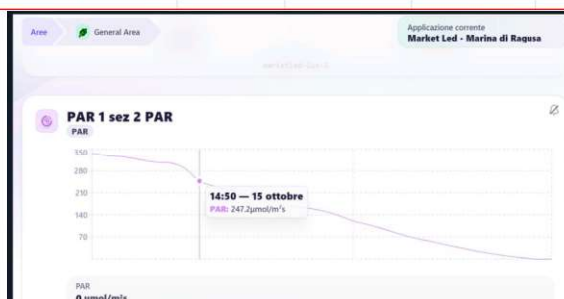 Aree
General Area
Applicazione corrente
Market Led - Marina di Ragusa
PAR 1 sez 2 PAR
PAR
350
280
210
140
70
14:50 — 15 ottobre
PAR: 247.2µmol/m²s
PAR
0 µmol/m²s